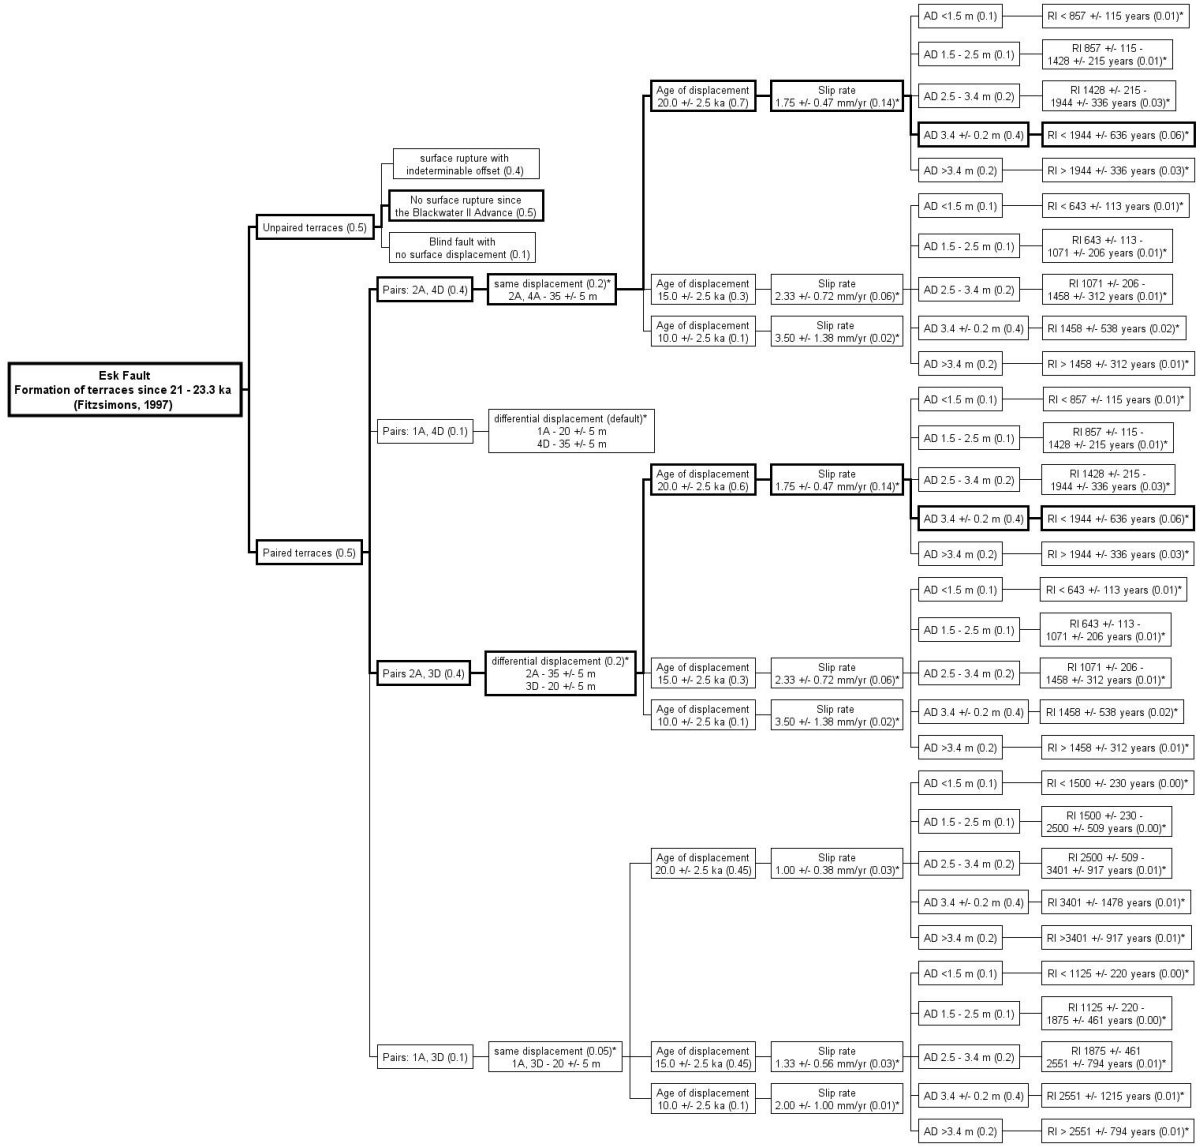 Esk Fault
Formation of terraces since 21 - 23.3 ka
(Fitzsimons, 1997)
Unpaired terraces (0.5)
surface rupture with
indeterminable offset (0.4)
No surface rupture since
the Blackwater II Advance (0.5)
Blind fault with
no surface displacement (0.1)
Paired terraces (0.5)
Pairs: 2A, 4D (0.4)
same displacement (0.2)*
2A, 4A - 35 +/- 5 m
Age of displacement
20.0 +/- 2.5 ka (0.7)
Slip rate
1.75 +/- 0.47 mm/yr (0.14)*
AD <1.5 m (0.1)
RI < 857 +/- 115 years (0.01)*
AD 1.5 - 2.5 m (0.1)
RI 857 +/- 115 -
1428 +/- 215 years (0.01)*
AD 2.5 - 3.4 m (0.2)
RI 1428 +/- 215 -
1944 +/- 336 years (0.03)*
AD 3.4 +/- 0.2 m (0.4)
RI < 1944 +/- 636 years (0.06)*
AD >3.4 m (0.2)
RI > 1944 +/- 336 years (0.03)*
Age of displacement
15.0 +/- 2.5 ka (0.3)
Slip rate
2.33 +/- 0.72 mm/yr (0.06)*
AD <1.5 m (0.1)
RI < 643 +/- 113 years (0.01)*
AD 1.5 - 2.5 m (0.1)
RI 643 +/- 113 -
1071 +/- 206 years (0.01)*
AD 2.5 - 3.4 m (0.2)
RI 1071 +/- 206 -
1458 +/- 312 years (0.01)*
AD 3.4 +/- 0.2 m (0.4)
RI 1458 +/- 538 years (0.02)*
AD >3.4 m (0.2)
RI > 1458 +/- 312 years (0.01)*
Age of displacement
10.0 +/- 2.5 ka (0.1)
Slip rate
3.50 +/- 1.38 mm/yr (0.02)*
Pairs: 1A, 4D (0.1)
differential displacement (default)*
1A - 20 +/- 5 m
4D - 35 +/- 5 m
Pairs 2A, 3D (0.4)
differential displacement (0.2)*
2A - 35 +/- 5 m
3D - 20 +/- 5 m
Age of displacement
20.0 +/- 2.5 ka (0.6)
Slip rate
1.75 +/- 0.47 mm/yr (0.14)*
AD <1.5 m (0.1)
RI < 857 +/- 115 years (0.01)*
AD 1.5 - 2.5 m (0.1)
RI 857 +/- 115 -
1428 +/- 215 years (0.01)*
AD 2.5 - 3.4 m (0.2)
RI 1428 +/- 215 -
1944 +/- 336 years (0.03)*
AD 3.4 +/- 0.2 m (0.4)
RI < 1944 +/- 636 years (0.06)*
AD >3.4 m (0.2)
RI > 1944 +/- 336 years (0.03)*
Age of displacement
15.0 +/- 2.5 ka (0.3)
Slip rate
2.33 +/- 0.72 mm/yr (0.06)*
AD <1.5 m (0.1)
RI < 643 +/- 113 years (0.01)*
AD 1.5 - 2.5 m (0.1)
RI 643 +/- 113 -
1071 +/- 206 years (0.01)*
AD 2.5 - 3.4 m (0.2)
RI 1071 +/- 206 -
1458 +/- 312 years (0.01)*
AD 3.4 +/- 0.2 m (0.4)
RI 1458 +/- 538 years (0.02)*
AD >3.4 m (0.2)
RI > 1458 +/- 312 years (0.01)*
Age of displacement
10.0 +/- 2.5 ka (0.1)
Slip rate
3.50 +/- 1.38 mm/yr (0.02)*
Pairs: 1A, 3D (0.1)
same displacement (0.05)*
1A, 3D - 20 +/- 5 m
Age of displacement
20.0 +/- 2.5 ka (0.45)
Slip rate
1.00 +/- 0.38 mm/yr (0.03)*
AD <1.5 m (0.1)
RI < 1500 +/- 230 years (0.00)*
AD 1.5 - 2.5 m (0.1)
RI 1500 +/- 230 -
2500 +/- 509 years (0.00)*
AD 2.5 - 3.4 m (0.2)
RI 2500 +/- 509 -
3401 +/- 917 years (0.01)*
AD 3.4 +/- 0.2 m (0.4)
RI 3401 +/- 1478 years (0.01)*
AD >3.4 m (0.2)
RI >3401 +/- 917 years (0.01)*
Age of displacement
15.0 +/- 2.5 ka (0.45)
Slip rate
1.33 +/- 0.56 mm/yr (0.03)*
AD <1.5 m (0.1)
RI < 1125 +/- 220 years (0.00)*
AD 1.5 - 2.5 m (0.1)
RI 1125 +/- 220 -
1875 +/- 461 years (0.00)*
AD 2.5 - 3.4 m (0.2)
RI 1875 +/- 461
2551 +/- 794 years (0.01)*
AD 3.4 +/- 0.2 m (0.4)
RI 2551 +/- 1215 years (0.01)*
AD >3.4 m (0.2)
RI > 2551 +/- 794 years (0.01)*
Age of displacement
10.0 +/- 2.5 ka (0.1)
Slip rate
2.00 +/- 1.00 mm/yr (0.01)*